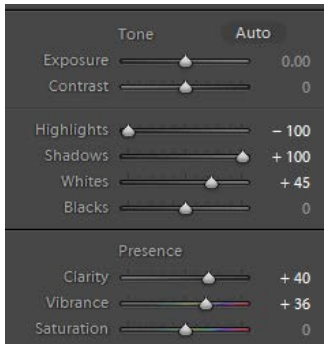 Tone Auto
Exposure 0.00
Contrast 0
Highlights – 100
Shadows + 100
Whites + 45
Blacks 0
Presence
Clarity + 40
Vibrance + 36
Saturation 0